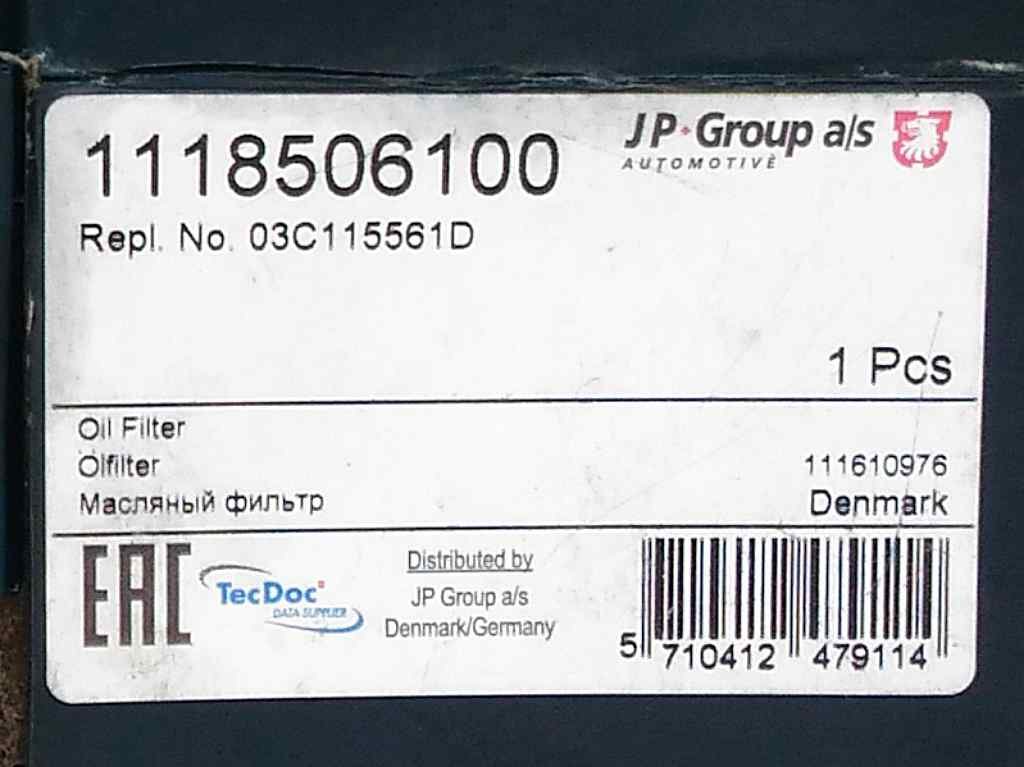 1118506100
JP Group a/s
AUTOMOTIVE
Repl. No. 03C115561D
1 Pcs
Oil Filter
Ölfilter
Масляный фильтр
111610976
Denmark
EAC
TecDoc
DATA SUPPLIER
Distributed by
JP Group a/s
Denmark/Germany
5 710412 479114